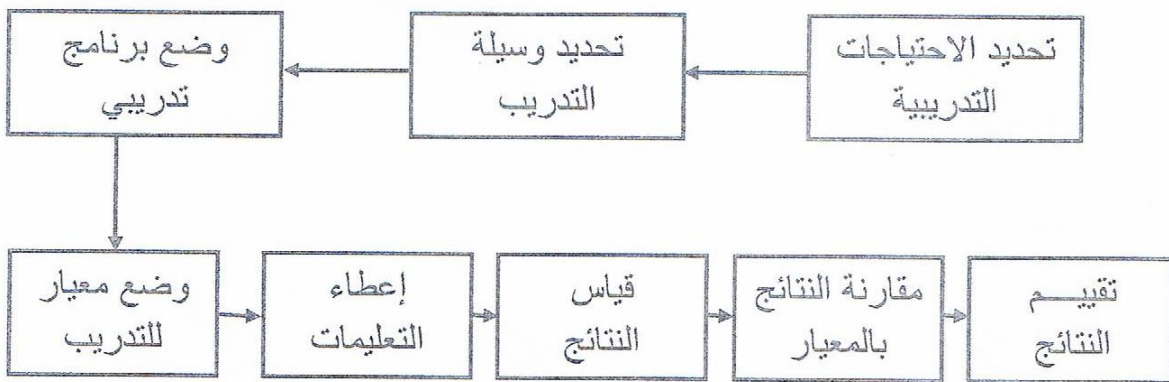 تحديد الاحتياجات
التدريبية
تحديد وسيلة
التدريب
وضع برنامج
تدريبي
وضع معيار
للتدريب
إعطاء
التعليمات
قياس
النتائج
مقارنة النتائج
بالمعيار
تقييـــم
النتائج